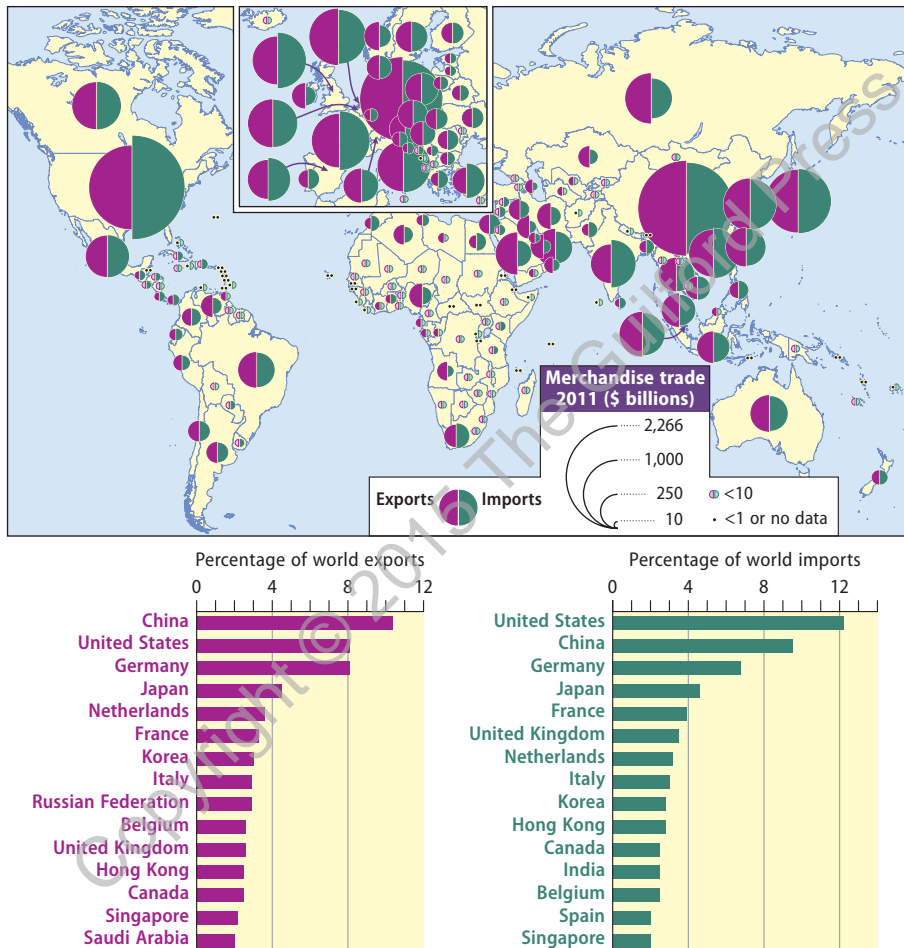 Merchandise trade
2011 ($ billions)
2,266
1,000
250
10
Exports Imports
<10
<1 or no data
Percentage of world exports
0 4 8 12
China
United States
Germany
Japan
Netherlands
France
Korea
Italy
Russian Federation
Belgium
United Kingdom
Hong Kong
Canada
Singapore
Saudi Arabia
Percentage of world imports
0 4 8 12
United States
China
Germany
Japan
France
United Kingdom
Netherlands
Italy
Korea
Hong Kong
Canada
India
Belgium
Spain
Singapore
Copyright © 2015 The Guilford Press